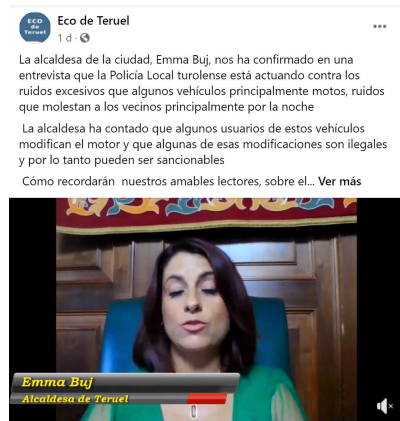 ECO
de
Teruel
Eco de Teruel
1 d ·
La alcaldesa de la ciudad, Emma Buj, nos ha confirmado en una
entrevista que la Policía Local turolense está actuando contra los
ruidos excesivos que algunos vehículos principalmente motos, ruidos
que molestan a los vecinos principalmente por la noche
La alcaldesa ha contado que algunos usuarios de estos vehículos
modifican el motor y que algunas de esas modificaciones son ilegales
y por lo tanto pueden ser sancionables
Cómo recordarán nuestros amables lectores, sobre el... Ver más
Emma Buj
Alcaldesa de Teruel